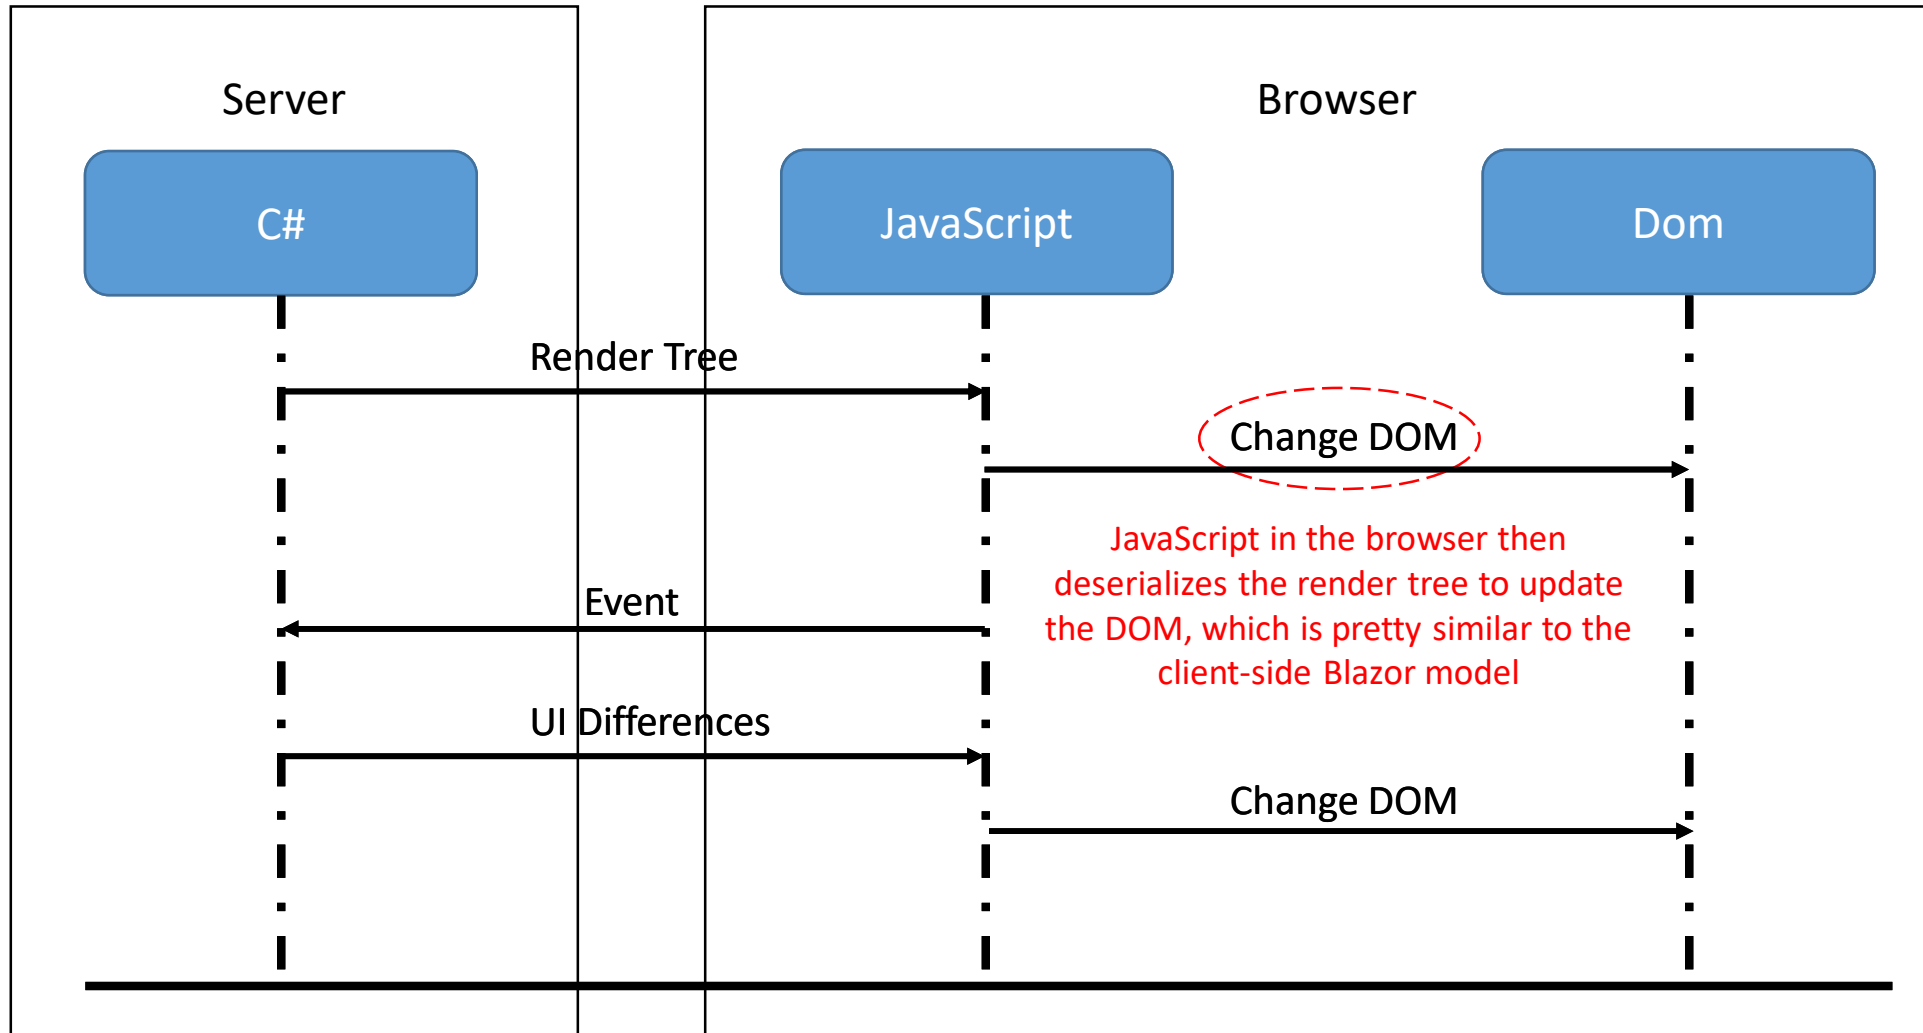 Server
Browser
C#
JavaScript
Dom
Render Tree
Change DOM
JavaScript in the browser then
deserializes the render tree to update
the DOM, which is pretty similar to the
client-side Blazor model
Event
UI Differences
Change DOM